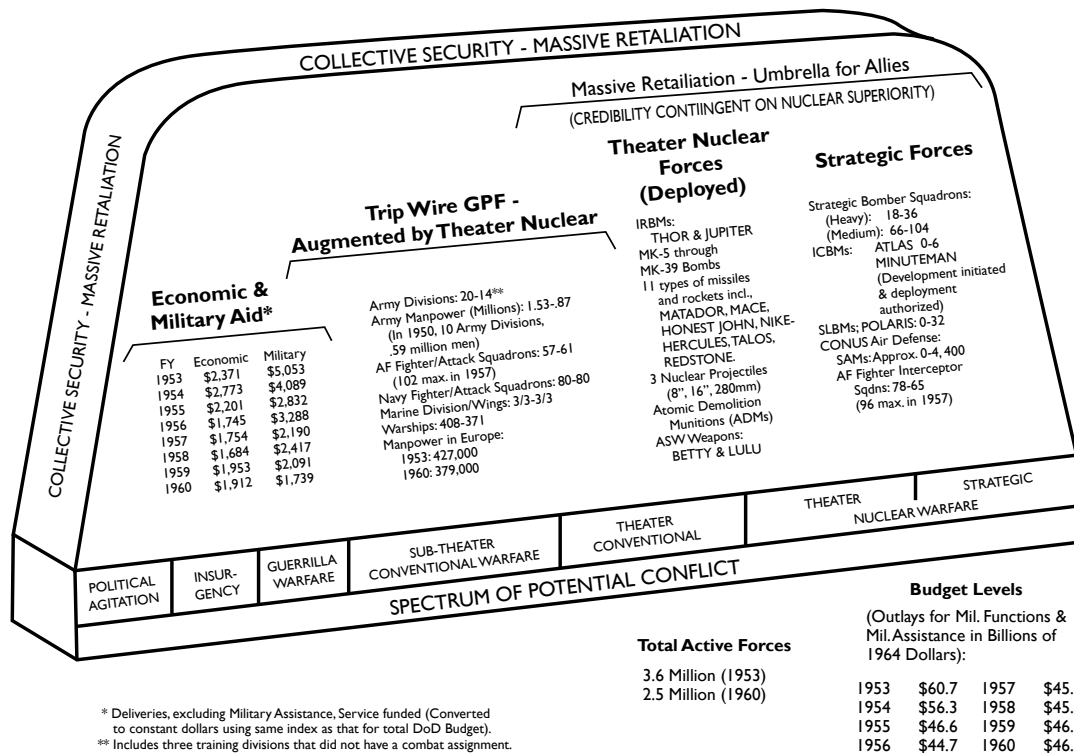 COLLECTIVE SECURITY - MASSIVE RETALIATION
COLLECTIVE SECURITY - MASSIVE RETALIATION
Massive Retailiation - Umbrella for Allies
(CREDIBILITY CONTIINGENT ON NUCLEAR SUPERIORITY)
Economic &
Military Aid*
FY Economic Military
1953 $2,371 $5,053
1954 $2,773 $4,089
1955 $2,201 $2,832
1956 $1,745 $3,288
1957 $1,754 $2,190
1958 $1,684 $2,417
1959 $1,953 $2,091
1960 $1,912 $1,739
Trip Wire GPF -
Augmented by Theater Nuclear
Army Divisions: 20-14**
Army Manpower (Millions): 1.53-.87
(In 1950, 10 Army Divisions,
.59 million men)
AF Fighter/Attack Squadrons: 57-61
(102 max. in 1957)
Navy Fighter/Attack Squadrons: 80-80
Marine Division/Wings: 3/3-3/3
Warships: 408-371
Manpower in Europe:
1953: 427,000
1960: 379,000
Theater Nuclear
Forces
(Deployed)
IRBMs:
THOR & JUPITER
MK-5 through
MK-39 Bombs
11 types of missiles
and rockets incl.,
MATADOR, MACE,
HONEST JOHN, NIKE-
HERCULES, TALOS,
REDSTONE.
3 Nuclear Projectiles
(8”, 16”, 280mm)
Atomic Demolition
Munitions (ADMs)
ASW Weapons:
BETTY & LULU
Strategic Forces
Strategic Bomber Squadrons:
(Heavy): 18-36
(Medium): 66-104
ICBMs: ATLAS 0-6
MINUTEMAN
(Development initiated
& deployment
authorized)
SLBMs; POLARIS: 0-32
CONUS Air Defense:
SAMs: Approx. 0-4, 400
AF Fighter Interceptor
Sqdns: 78-65
(96 max. in 1957)
POLITICAL
AGITATION
INSUR-
GENCY
GUERRILLA
WARFARE
SUB-THEATER
CONVENTIONAL WARFARE
THEATER
CONVENTIONAL
THEATER
STRATEGIC
NUCLEAR WARFARE
SPECTRUM OF POTENTIAL CONFLICT
Total Active Forces
3.6 Million (1953)
2.5 Million (1960)
Budget Levels
(Outlays for Mil. Functions &
Mil. Assistance in Billions of
1964 Dollars):
1953 $60.7 1957 $45.
1954 $56.3 1958 $45.
1955 $46.6 1959 $46.
1956 $44.7 1960 $46.
* Deliveries, excluding Military Assistance, Service funded (Converted
to constant dollars using same index as that for total DoD Budget).
** Includes three training divisions that did not have a combat assignment.